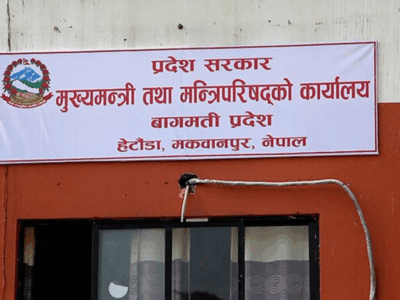 प्रदेश सरकार
मुख्यमन्त्री तथा मन्त्रिपरिषद्को कार्यालय
बागमती प्रदेश
हेटौंडा, मकवानपुर, नेपाल